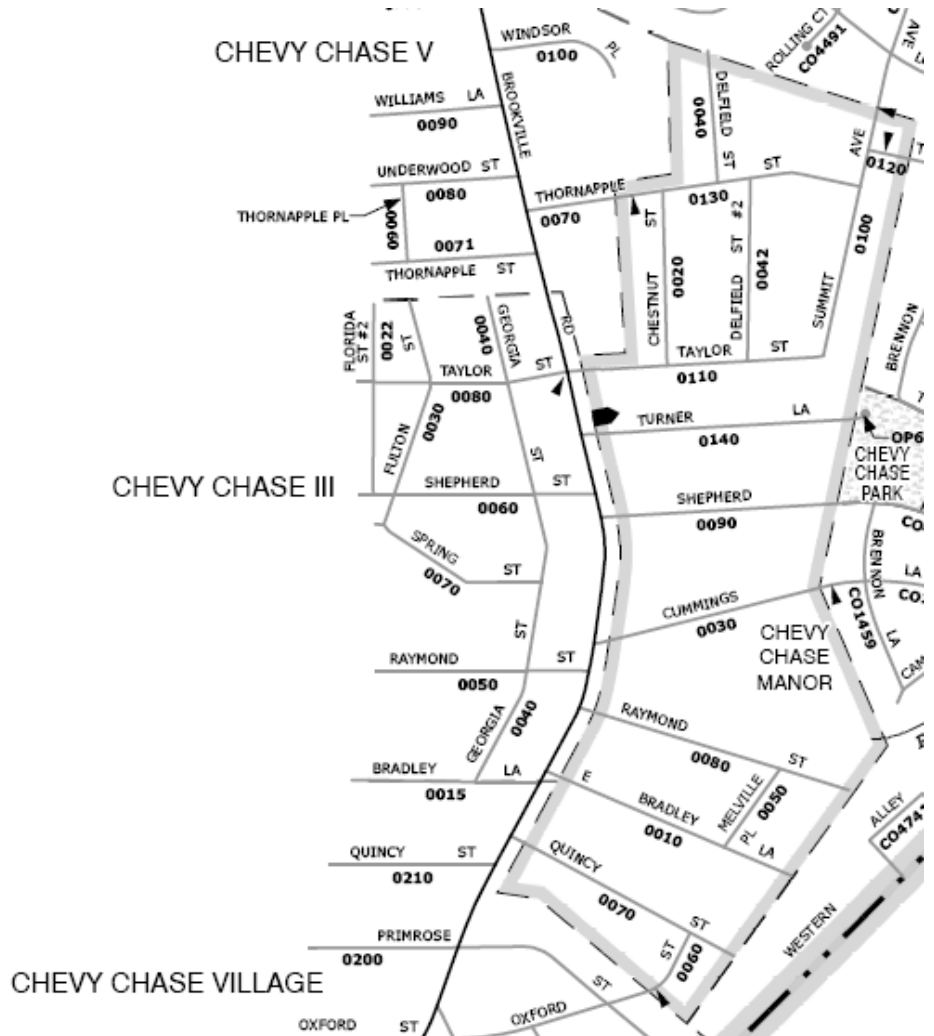 CHEVY CHASE V
WINDSOR PL
0100
ROLLING CT
CO4491
AVE
WILLIAMS LA
0090
BROOKVILLE
0040
DELFIELD ST
AVE
0120
UNDERWOOD ST
0080
THORNAPPLE ST
0070
0130
THORNAPPLE PL
0090
0071
THORNAPPLE ST
CHESTNUT ST
0020
DELFIELD ST #2
0042
SUMMIT
0100
BRENNON
FLORIDA ST #2
0022
ST
0040
GEORGIA
RD
TAYLOR ST
0080
TAYLOR ST
0110
FULTON
0030
TURNER LA
0140
OP6
CHEVY
CHASE
PARK
CHEVY CHASE III
ST
SHEPHERD ST
0060
SHEPHERD
0090
SPRING ST
0070
BRENNON LA
LA
CO1459
CUMMINGS
0030
CHEVY
CHASE
MANOR
ST
RAYMOND ST
0050
GEORGIA
0040
RAYMOND ST
0080
BRADLEY LA
0015
E BRADLEY LA
0010
MELVILLE PL
0050
ALLEY
CO474
QUINCY ST
0210
QUINCY ST
0070
WESTERN
PRIMROSE ST
0200
ST
0060
CHEVY CHASE VILLAGE
OXFORD ST
OXFORD